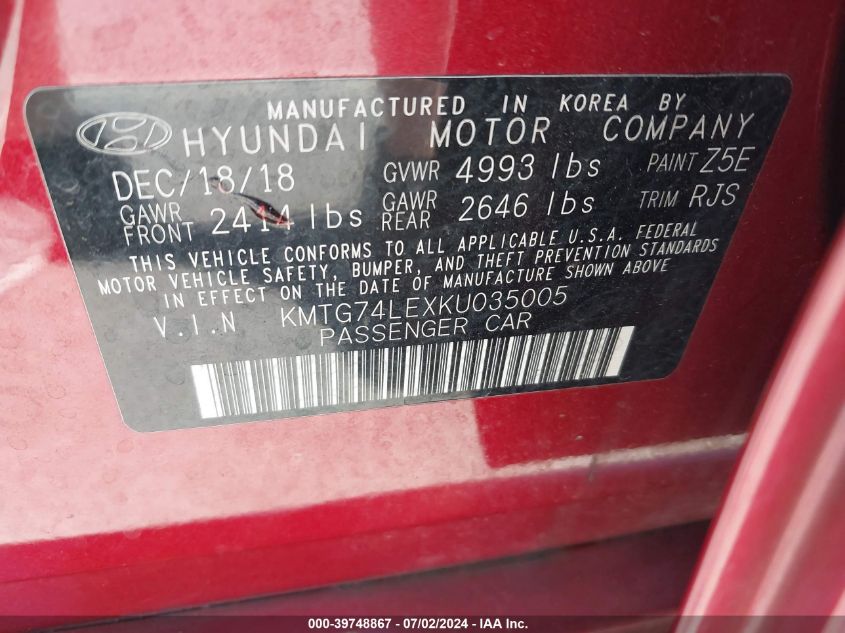 MANUFACTURED IN KOREA BY
HYUNDAI MOTOR COMPANY
DEC/18/18 GVWR 4993 lbs PAINT Z5E
GAWR FRONT 2414 lbs GAWR REAR 2646 lbs TRIM RJS
THIS VEHICLE CONFORMS TO ALL APPLICABLE U.S.A. FEDERAL
MOTOR VEHICLE SAFETY, BUMPER, AND THEFT PREVENTION STANDARDS
IN EFFECT ON THE DATE OF MANUFACTURE SHOWN ABOVE
V.I.N KMTG74LEXKU035005
PASSENGER CAR
000-39748867 - 07/02/2024 - IAA Inc.